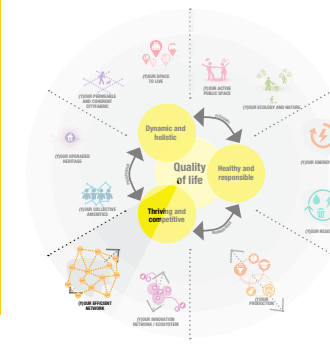 (Y)OUR SPACE
TO LIVE
(Y)OUR ACTIVE
PUBLIC SPACE
(Y)OUR PERMEABLE
AND COHERENT
CITYFABRIC
(Y)OUR ECOLOGY AND NATURE
Dynamic and
holistic
(Y)OUR ENERGY
(Y)OUR UPGRADED
HERITAGE
Quality
of life
Healthy and
responsible
(Y)OUR COLLECTIVE
AMENITIES
Thriving and
competitive
(Y)OUR EFFICIENT
NETWORK
(Y)OUR INNOVATION
NETWORK / ECOSYSTEM
(Y)OUR
PRODUCTION